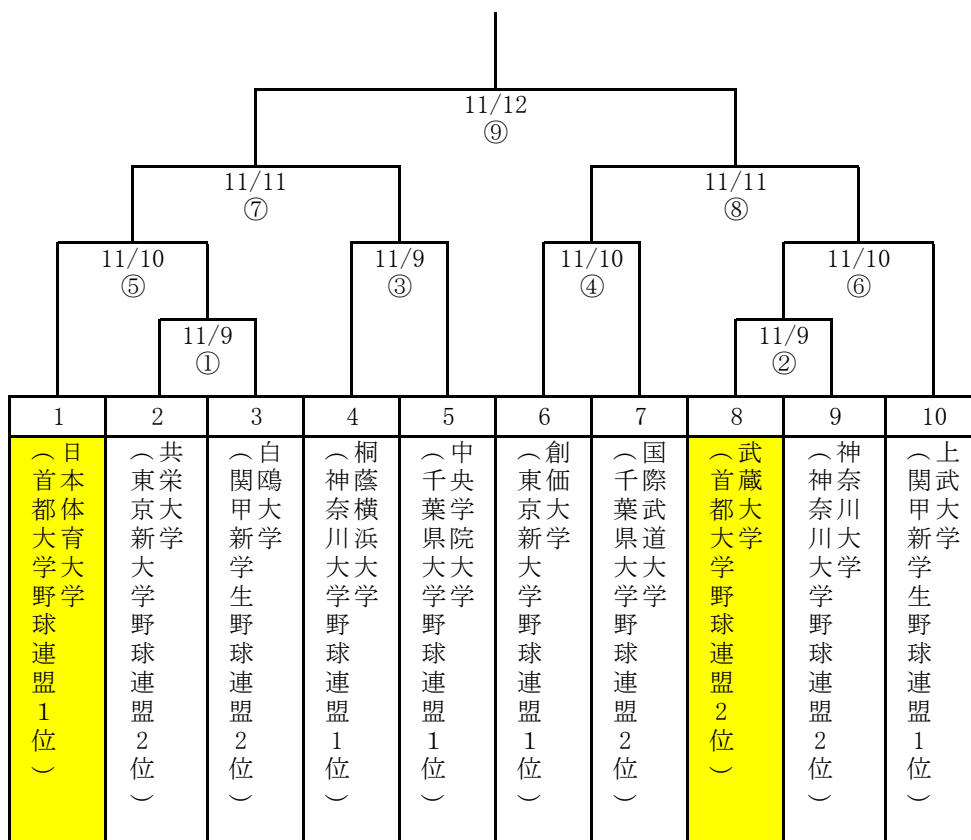 11/12
⑨
11/11
⑦
11/11
⑧
11/10
⑤
11/9
③
11/10
④
11/10
⑥
11/9
①
11/9
②
1
2
3
4
5
6
7
8
9
10
日本体育大学
（首都大学野球連盟1位）
共栄大学
（東京新大学野球連盟2位）
白鴎大学
（関甲新学生野球連盟2位）
桐蔭横浜大学
（神奈川大学野球連盟1位）
中央学院大学
（千葉県大学野球連盟1位）
創価大学
（東京新大学野球連盟1位）
国際武道大学
（千葉県大学野球連盟2位）
武蔵大学
（首都大学野球連盟2位）
神奈川大学
（神奈川大学野球連盟2位）
上武大学
（関甲新学生野球連盟1位）